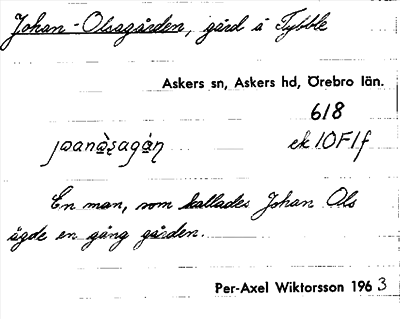 Johan-Olsagården, gård å Tybble
Askers sn, Askers hd, Örebro län.
618
ek 10F1f
En man, som kallades Johan Ols
ägde en gång gården.
Per-Axel Wiktorsson 1963